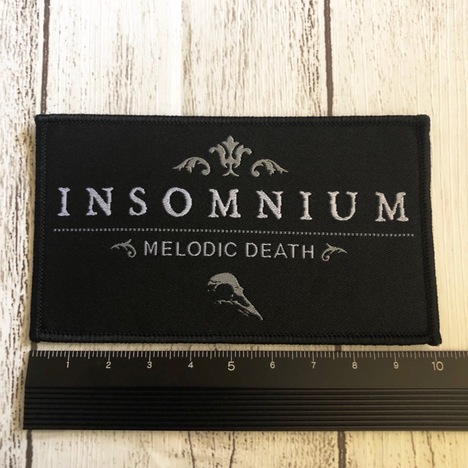 INSOMNIUM
MELODIC DEATH
1 2 3 4 5 6 7 8 9 10